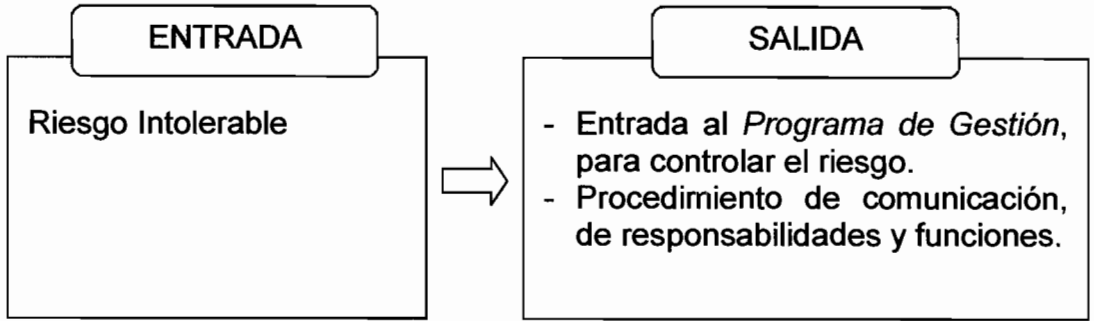 ENTRADA
Riesgo Intolerable
SALIDA
- Entrada al Programa de Gestión,
para controlar el riesgo.
- Procedimiento de comunicación,
de responsabilidades y funciones.